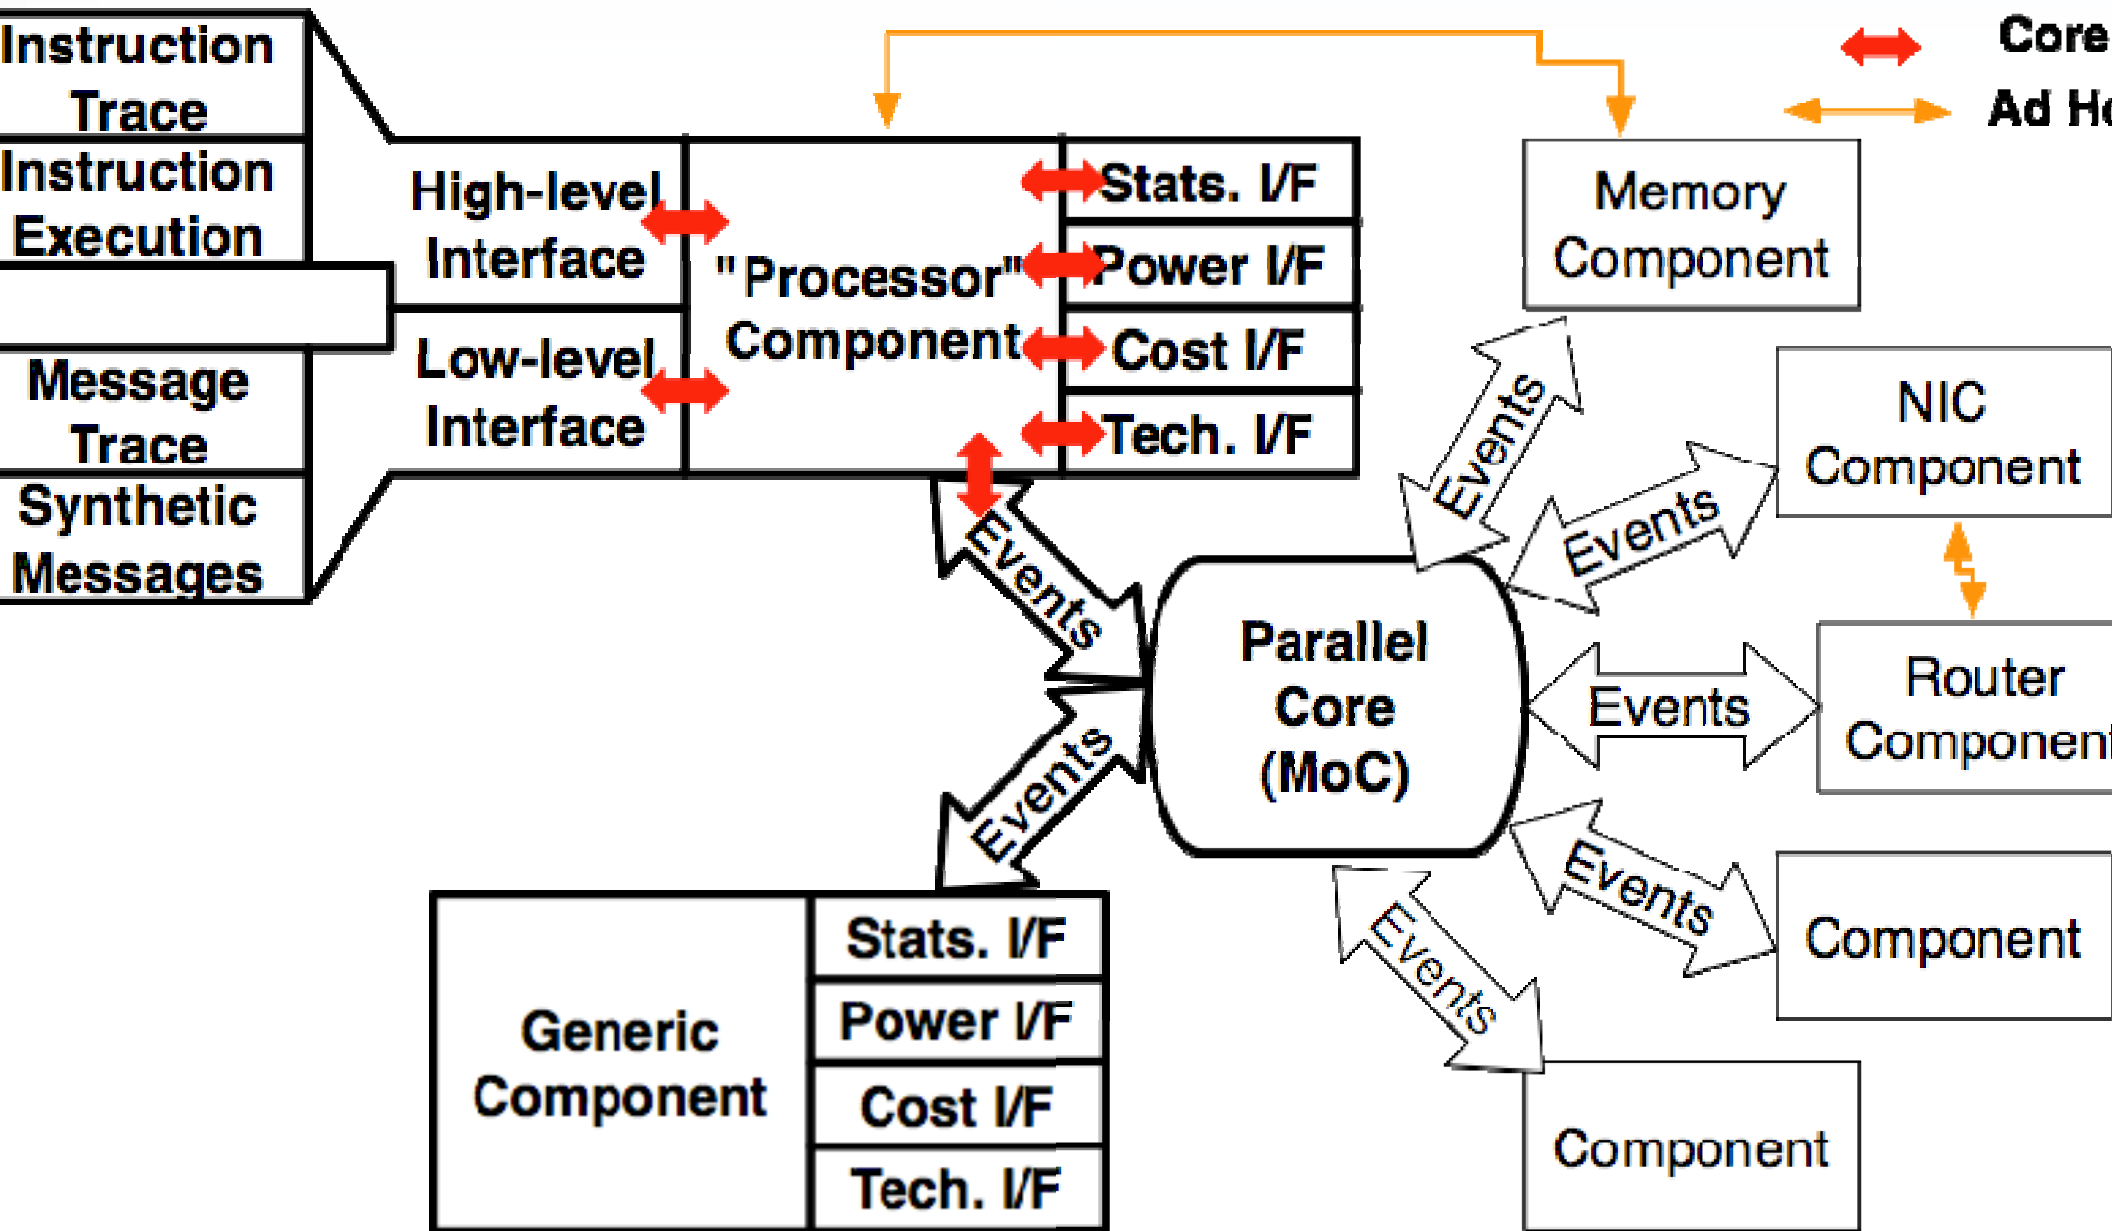 Instruction
Trace
Instruction
Execution
Message
Trace
Synthetic
Messages
High-level
Interface
Low-level
Interface
"Processor"
Component
Stats. I/F
Power I/F
Cost I/F
Tech. I/F
Core
Memory
Component
NIC
Component
Router
Component
Component
Component
Events
Events
Events
Events
Events
Events
Events
Parallel
Core
(MoC)
Generic
Component
Stats. I/F
Power I/F
Cost I/F
Tech. I/F
Ad